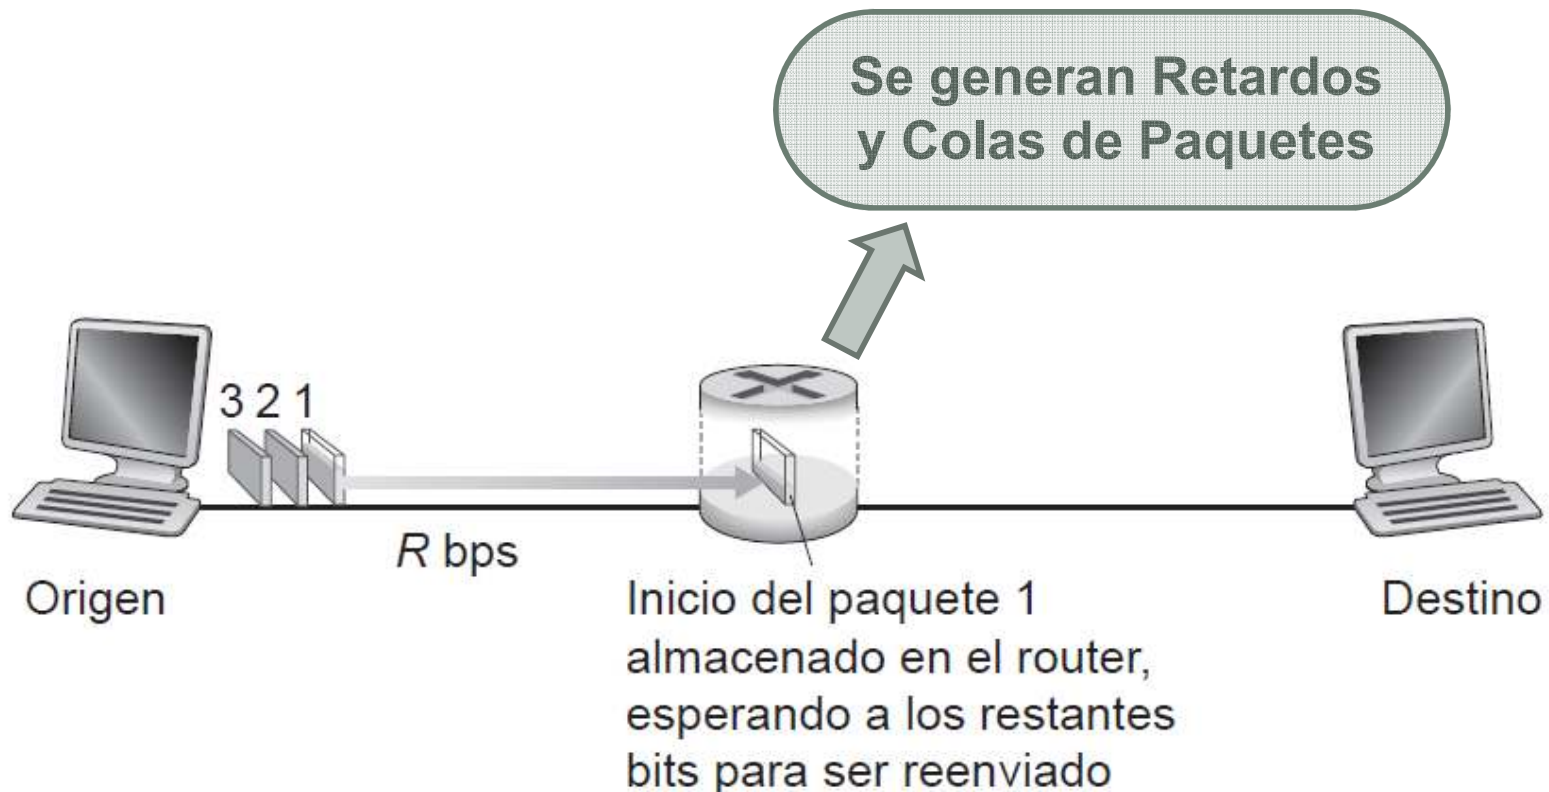 Se generan Retardos
y Colas de Paquetes
3 2 1
R bps
Origen
Inicio del paquete 1
almacenado en el router,
esperando a los restantes
bits para ser reenviado
Destino